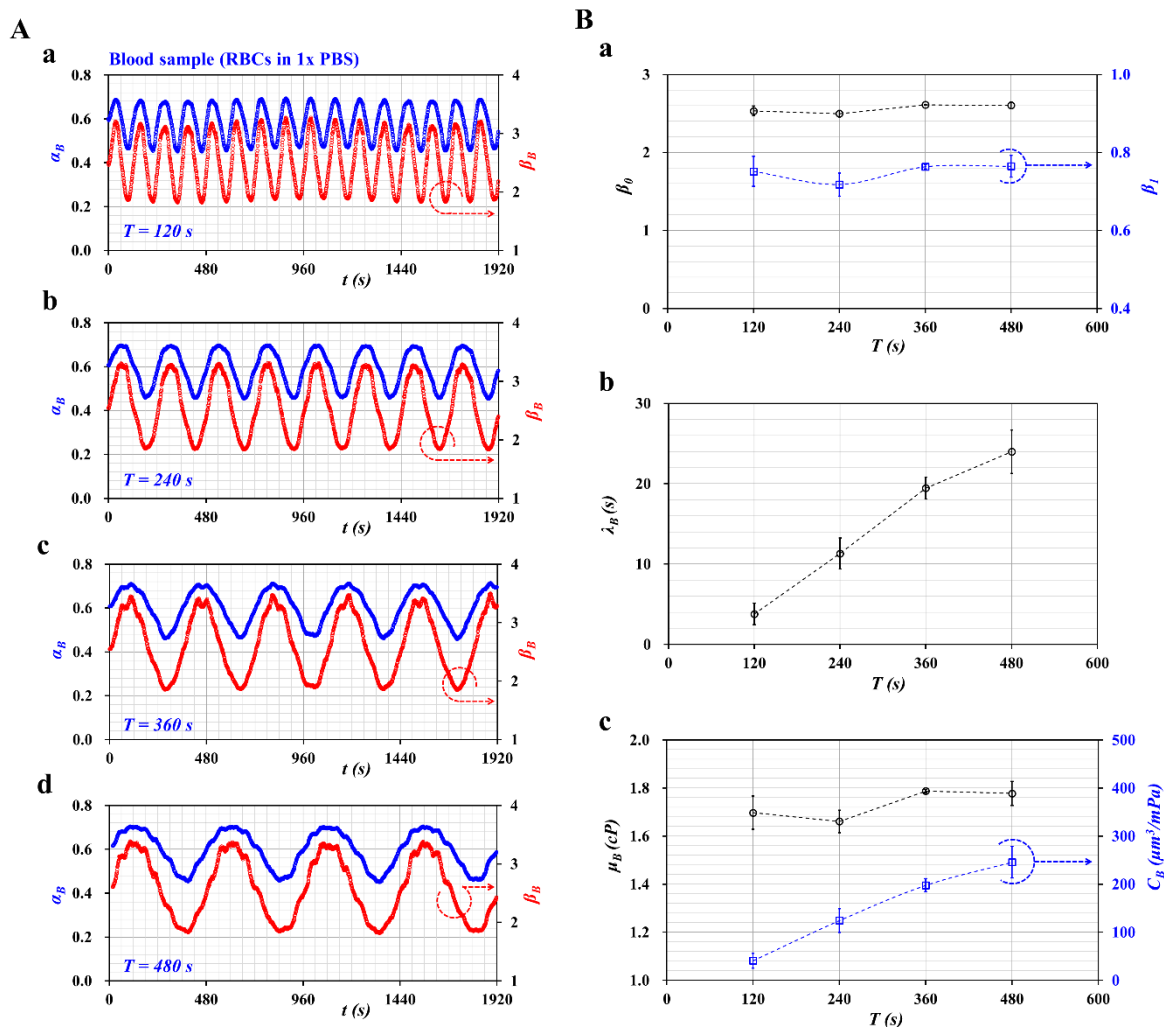 A
a
Blood sample (RBCs in 1x PBS)
0.8
0.6
0.4
0.2
0.0
α_B
4
3
2
1
β_B
T = 120 s
0 480 960 1440 1920
t (s)
b
0.8
0.6
0.4
0.2
0.0
α_B
4
3
2
1
β_B
T = 240 s
0 480 960 1440 1920
t (s)
c
0.8
0.6
0.4
0.2
0.0
α_B
4
3
2
1
β_B
T = 360 s
0 480 960 1440 1920
t (s)
d
0.8
0.6
0.4
0.2
0.0
α_B
4
3
2
1
β_B
T = 480 s
0 480 960 1440 1920
t (s)
B
a
3
2
1
0
β_0
1.0
0.8
0.6
0.4
β_1
0 120 240 360 480 600
T (s)
b
30
20
10
0
λ_B (s)
0 120 240 360 480 600
T (s)
c
2.0
1.8
1.6
1.4
1.2
1.0
μ_B (cP)
500
400
300
200
100
0
C_B (μm³/mPa)
0 120 240 360 480 600
T (s)